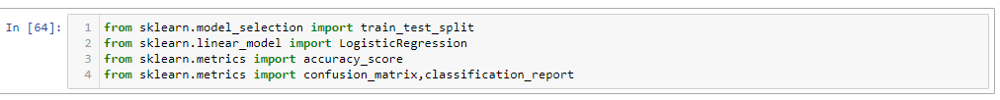 In [64]:
1 from sklearn.model_selection import train_test_split
2 from sklearn.linear_model import LogisticRegression
3 from sklearn.metrics import accuracy_score
4 from sklearn.metrics import confusion_matrix,classification_report